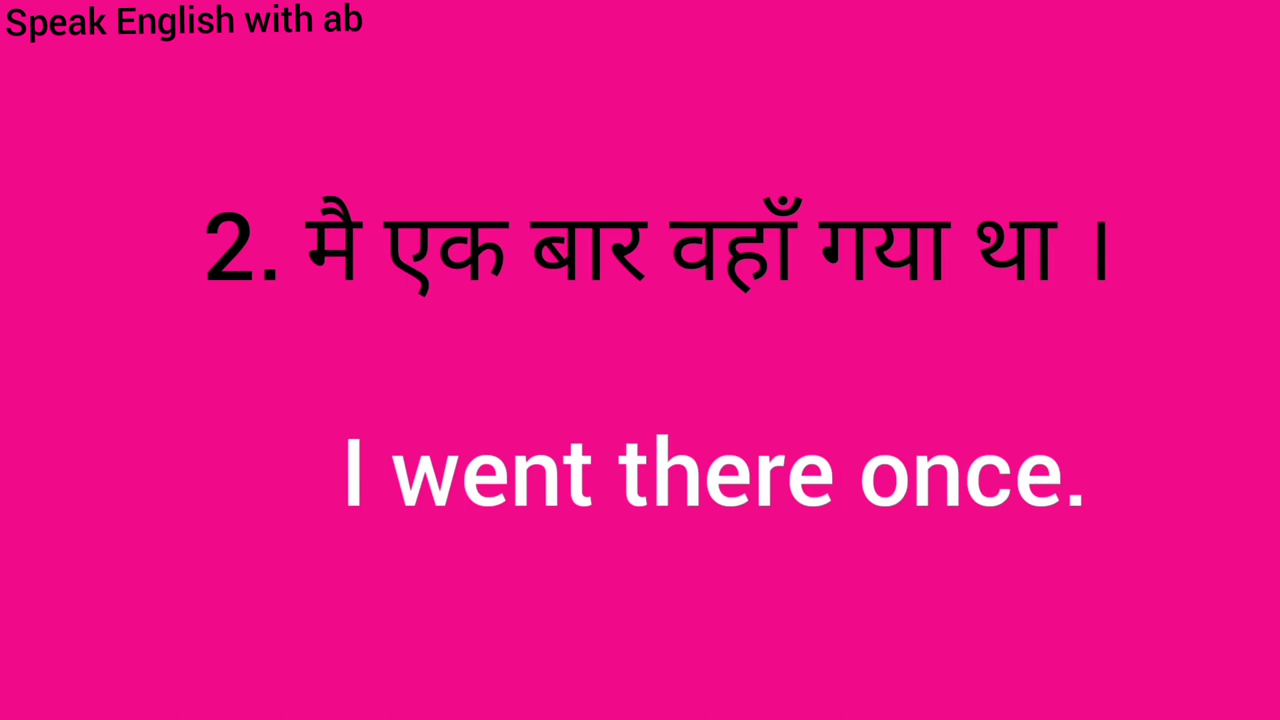 Speak English with ab
2. मै एक बार वहाँ गया था ।
I went there once.